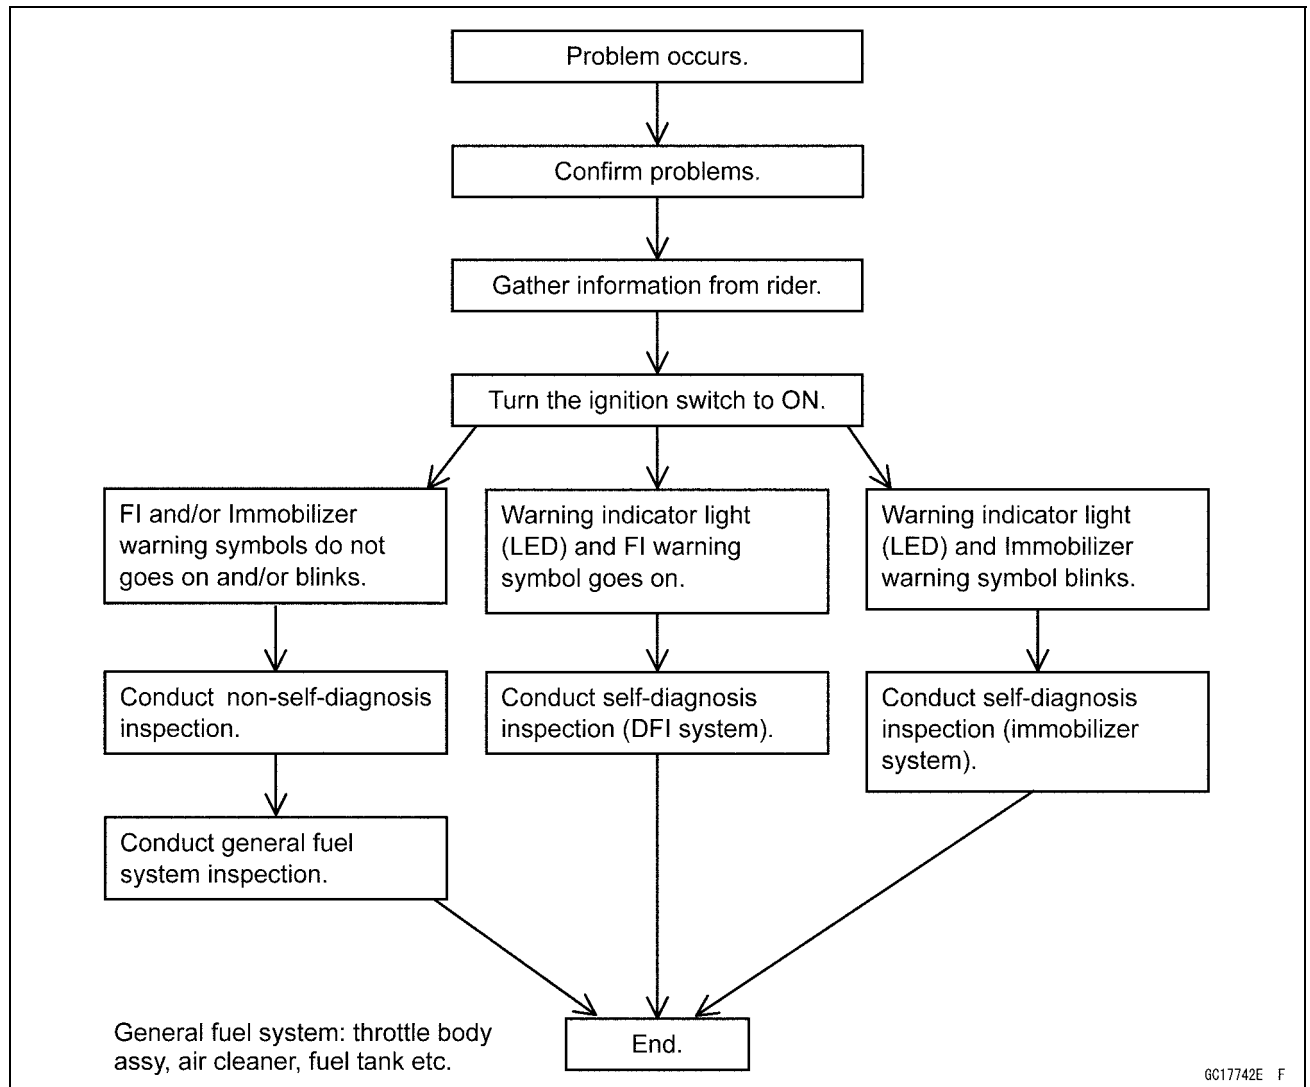 Problem occurs.
Confirm problems.
Gather information from rider.
Turn the ignition switch to ON.
FI and/or Immobilizer
warning symbols do not
goes on and/or blinks.
Warning indicator light
(LED) and FI warning
symbol goes on.
Warning indicator light
(LED) and Immobilizer
warning symbol blinks.
Conduct non-self-diagnosis
inspection.
Conduct self-diagnosis
inspection (DFI system).
Conduct self-diagnosis
inspection (immobilizer
system).
Conduct general fuel
system inspection.
General fuel system: throttle body
assy, air cleaner, fuel tank etc.
End.
GC17742E F